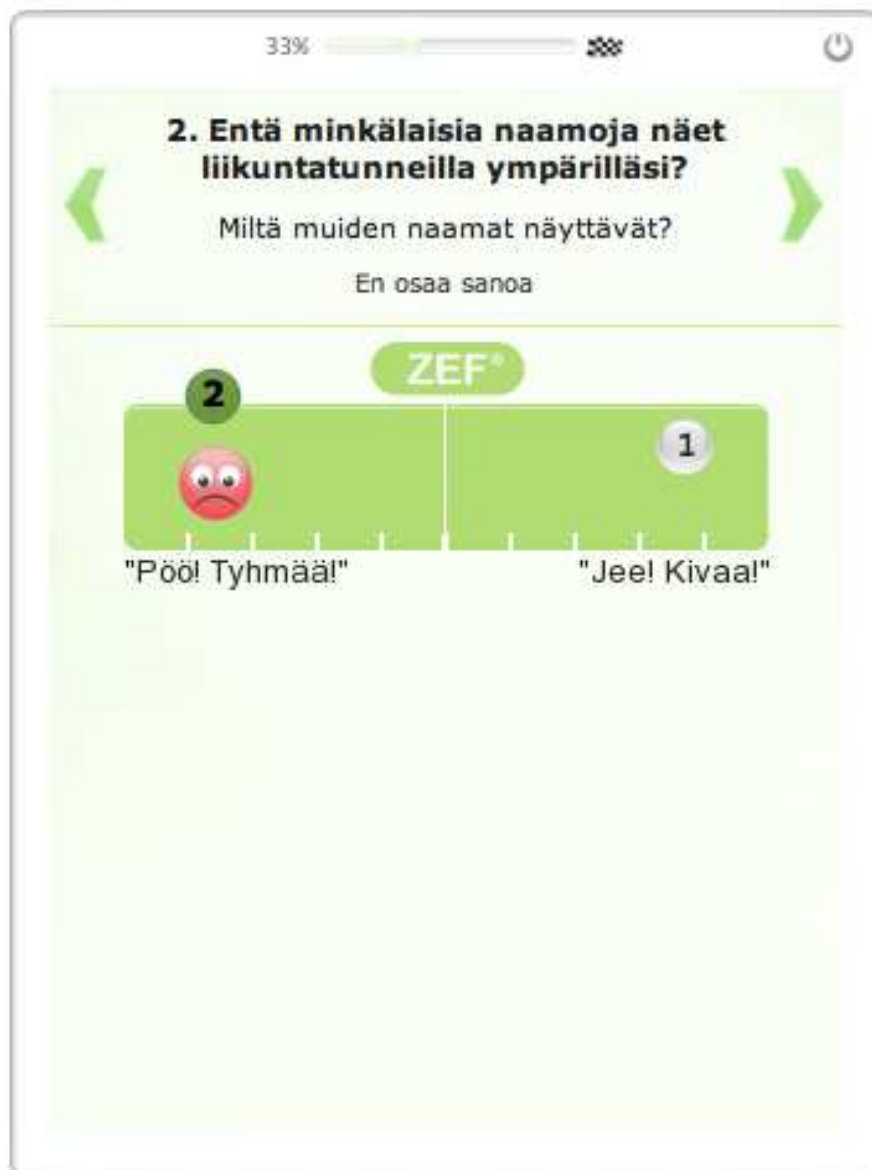 33%
2. Entä minkälaisia naamoja näet
liikuntatunneilla ympärilläsi?
Miltä muiden naamat näyttävät?
En osaa sanoa
ZEF®
2
1
"Pöö! Tyhmää!" "Jee! Kivaa!"